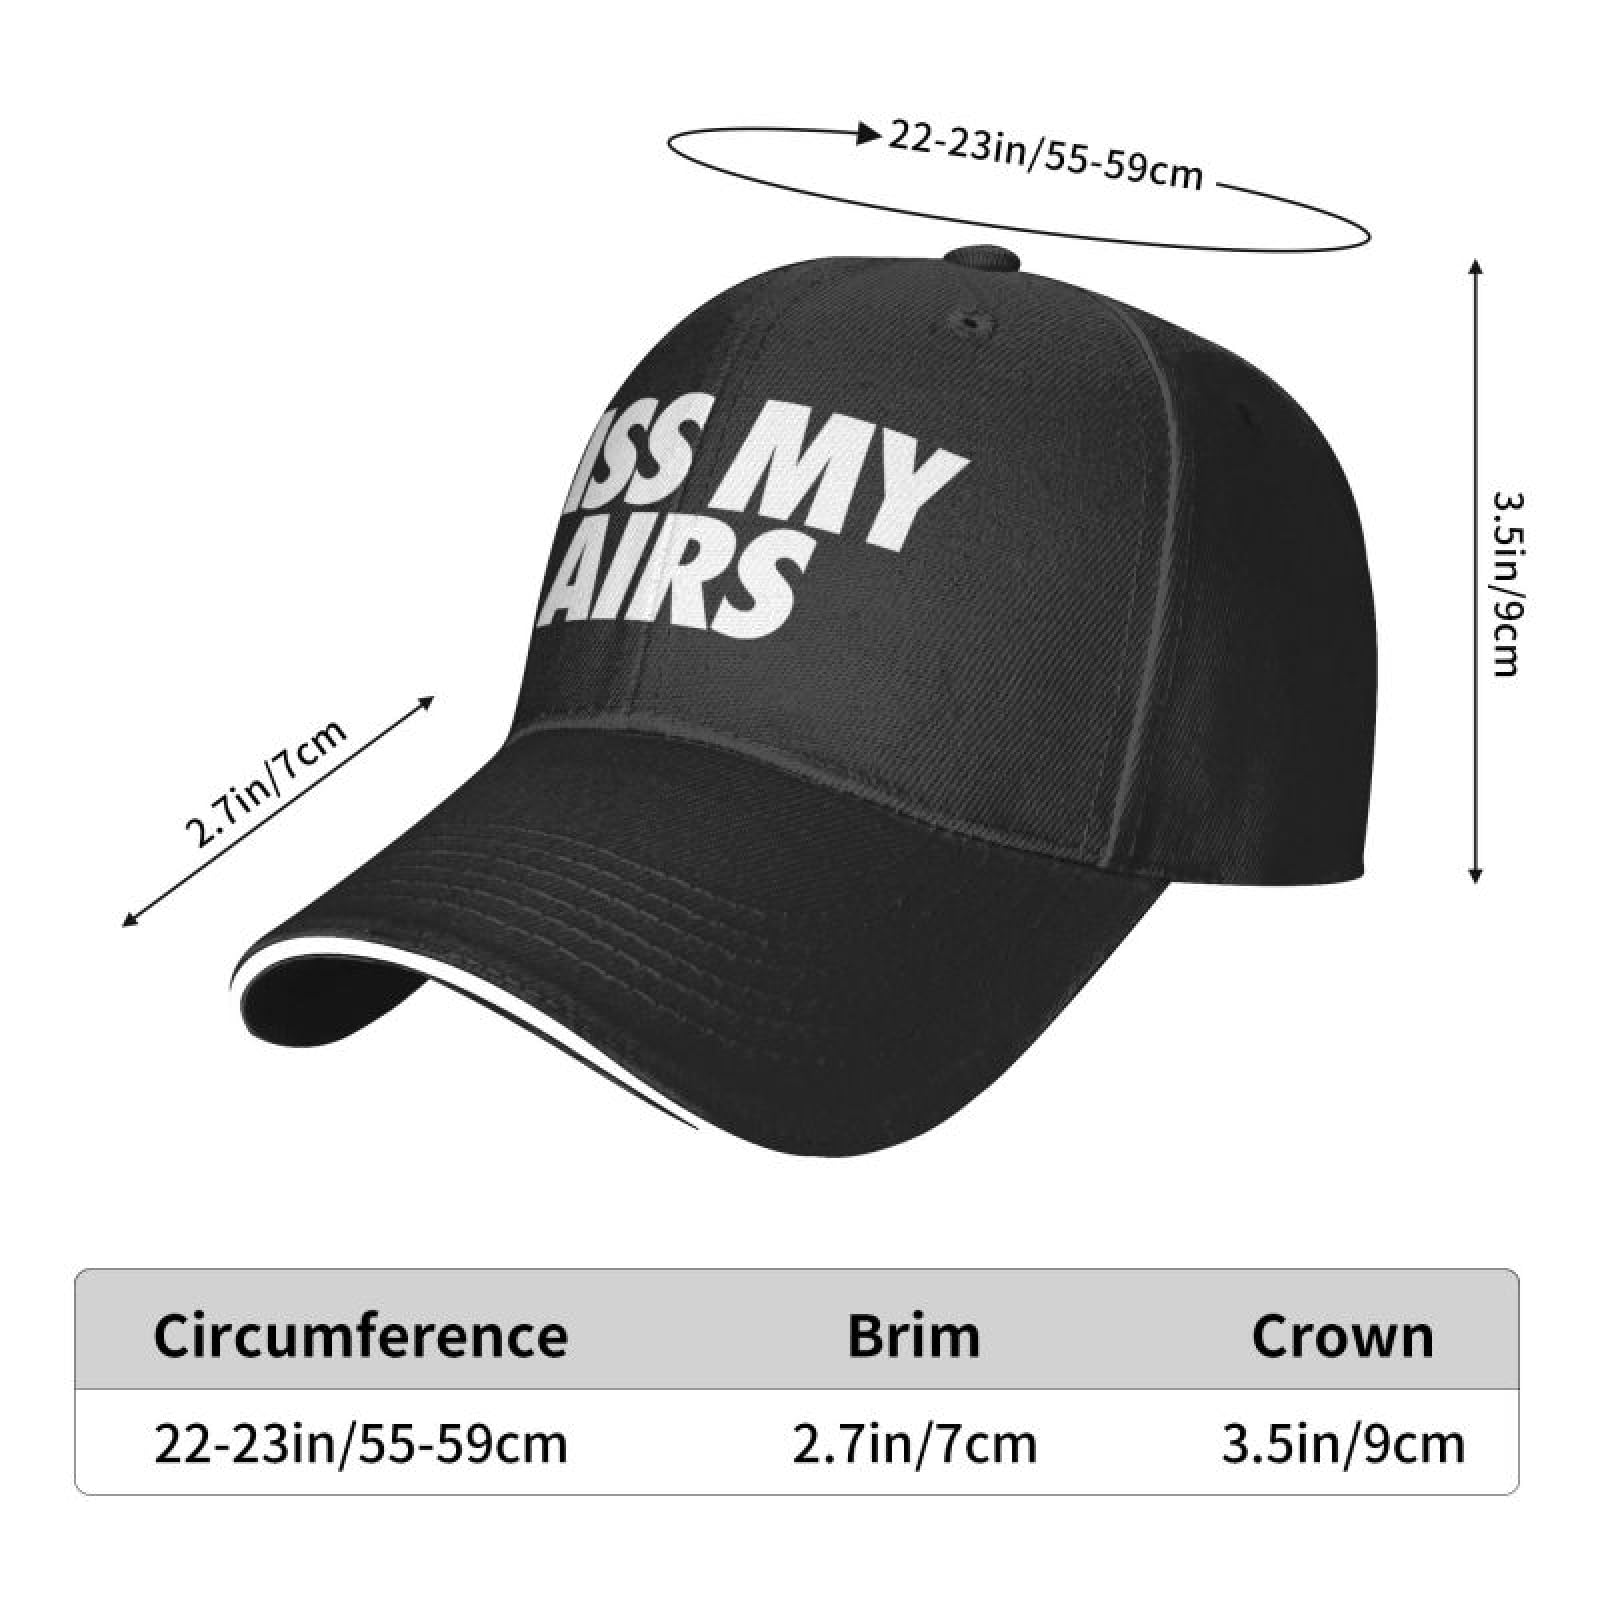 22-23in/55-59cm
ISS MY
AIRS
3.5in/9cm
2.7in/7cm
Circumference Brim Crown
22-23in/55-59cm 2.7in/7cm 3.5in/9cm